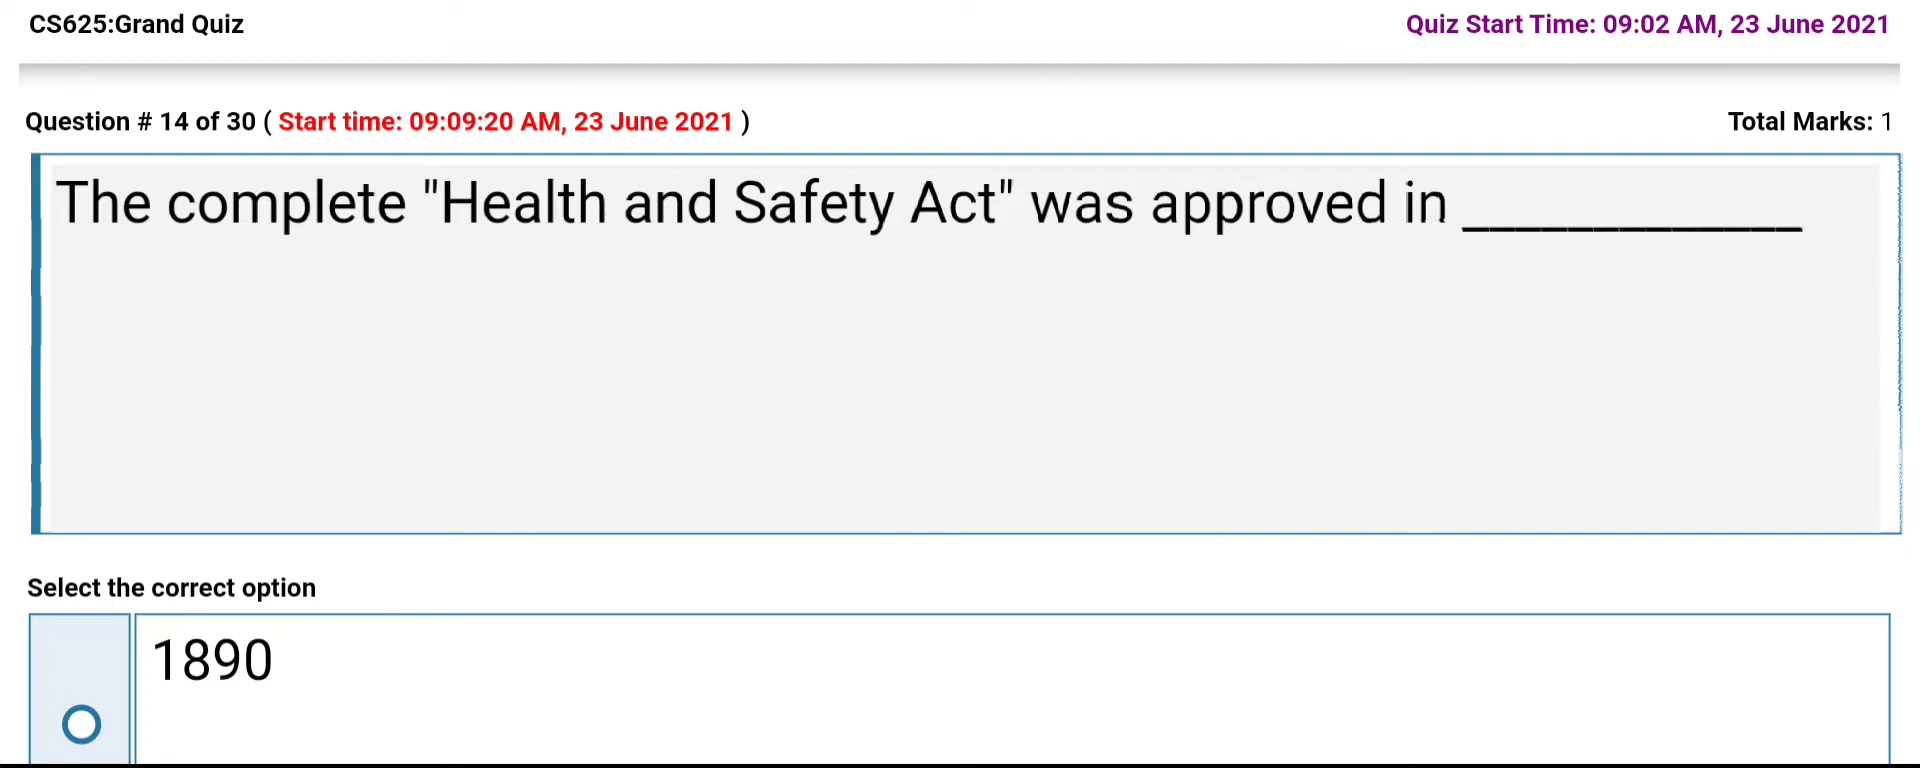 CS625:Grand Quiz
Quiz Start Time: 09:02 AM, 23 June 2021
Question # 14 of 30 ( Start time: 09:09:20 AM, 23 June 2021 )
Total Marks: 1
The complete "Health and Safety Act" was approved in _____________
Select the correct option
1890